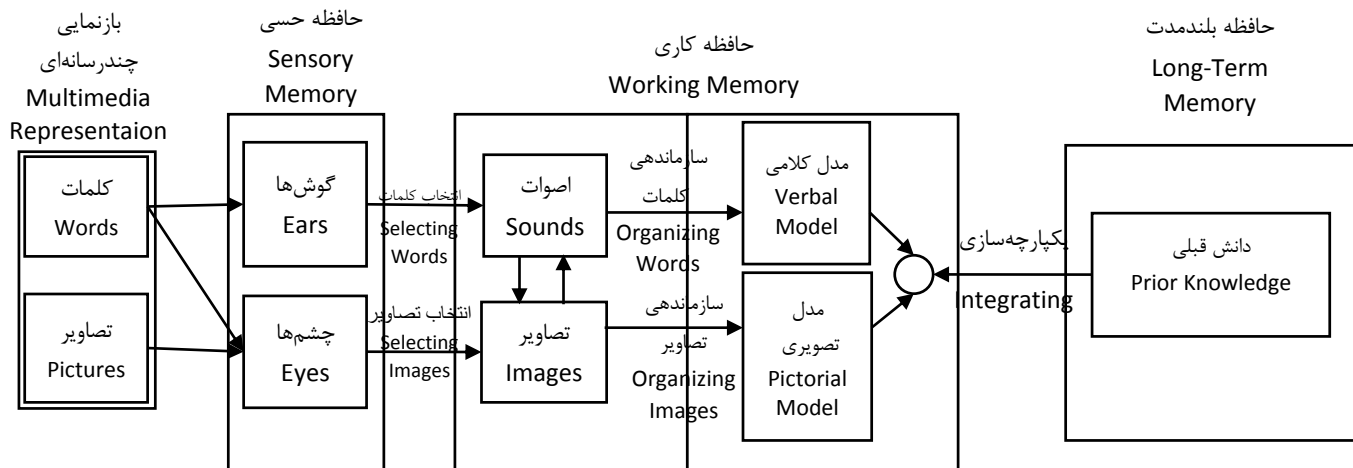 بازنمایی
چندرسانه‌ای
Multimedia
Representaion
حافظه حسی
Sensory
Memory
حافظه کاری
Working Memory
حافظه بلندمدت
Long-Term
Memory
کلمات
Words
تصاویر
Pictures
گوش‌ها
Ears
چشم‌ها
Eyes
انتخاب کلمات
Selecting
Words
انتخاب تصاویر
Selecting
Images
اصوات
Sounds
تصاویر
Images
سازماندهی
کلمات
Organizing
Words
سازماندهی
تصاویر
Organizing
Images
مدل کلامی
Verbal
Model
مدل
تصویری
Pictorial
Model
یکپارچه‌سازی
Integrating
دانش قبلی
Prior Knowledge